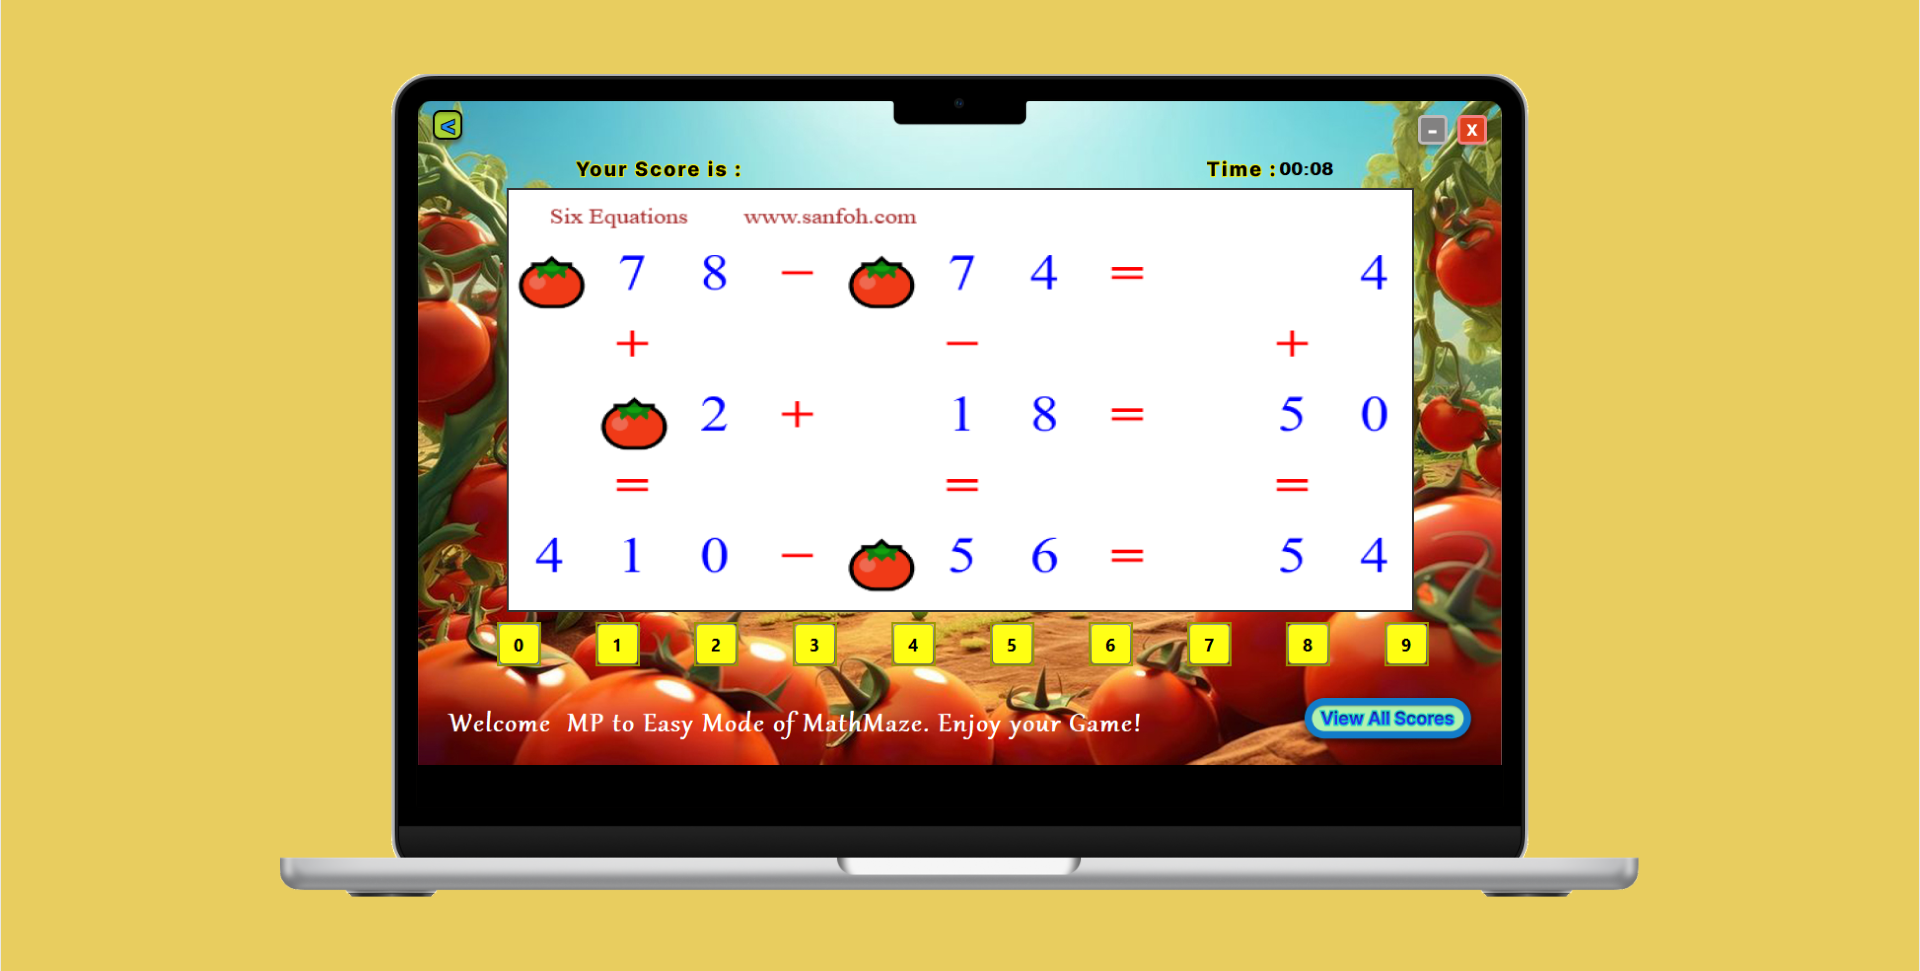 <
-
X
Your Score is :
Time : 00:08
Six Equations www.sanfoh.com
7 8 − 7 4 = 4
+ − +
2 + 1 8 = 5 0
= = =
4 1 0 − 5 6 = 5 4
0 1 2 3 4 5 6 7 8 9
Welcome MP to Easy Mode of MathMaze. Enjoy your Game!
View All Scores